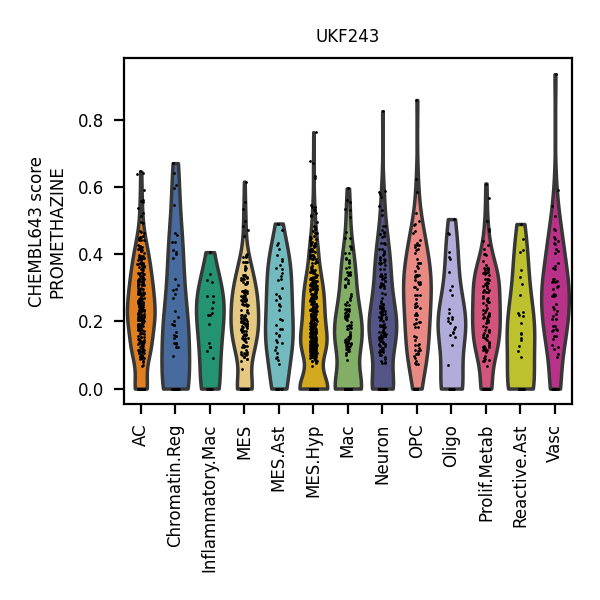 UKF243
CHEMBL643 score
PROMETHAZINE
0.8
0.6
0.4
0.2
0.0
AC
Chromatin.Reg
Inflammatory.Mac
MES
MES.Ast
MES.Hyp
Mac
Neuron
OPC
Oligo
Prolif.Metab
Reactive.Ast
Vasc